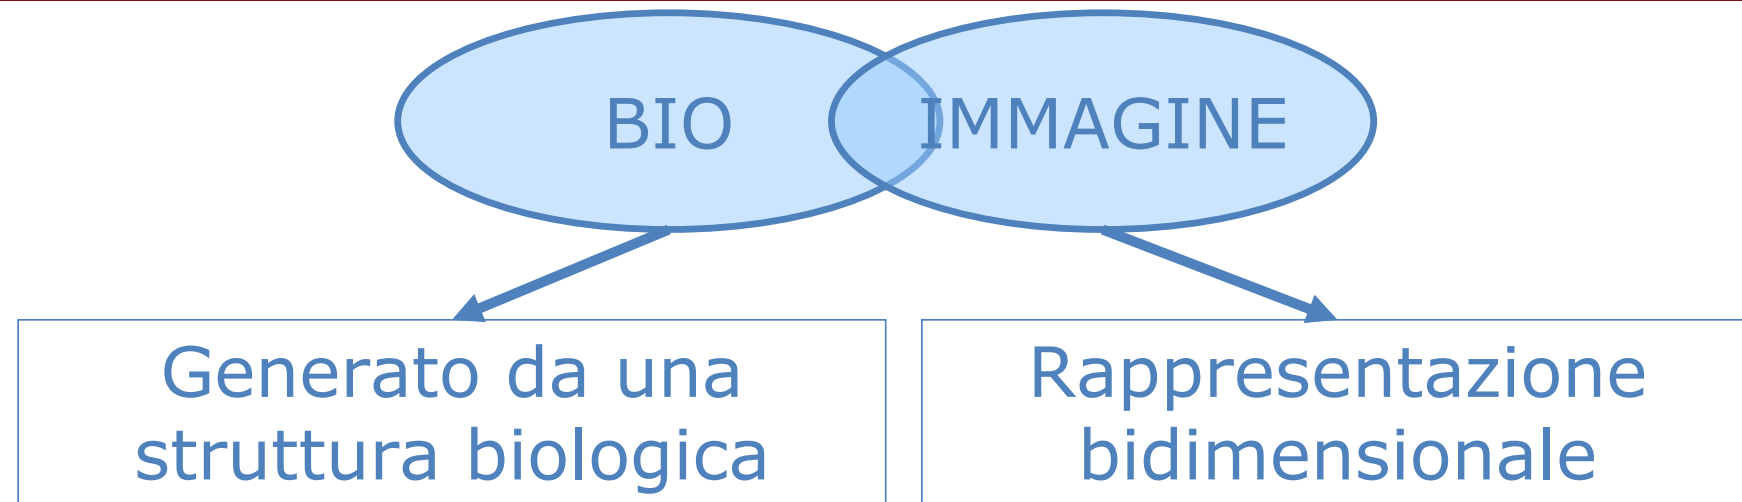 BIO
IMMAGINE
Generato da una
struttura biologica
Rappresentazione
bidimensionale